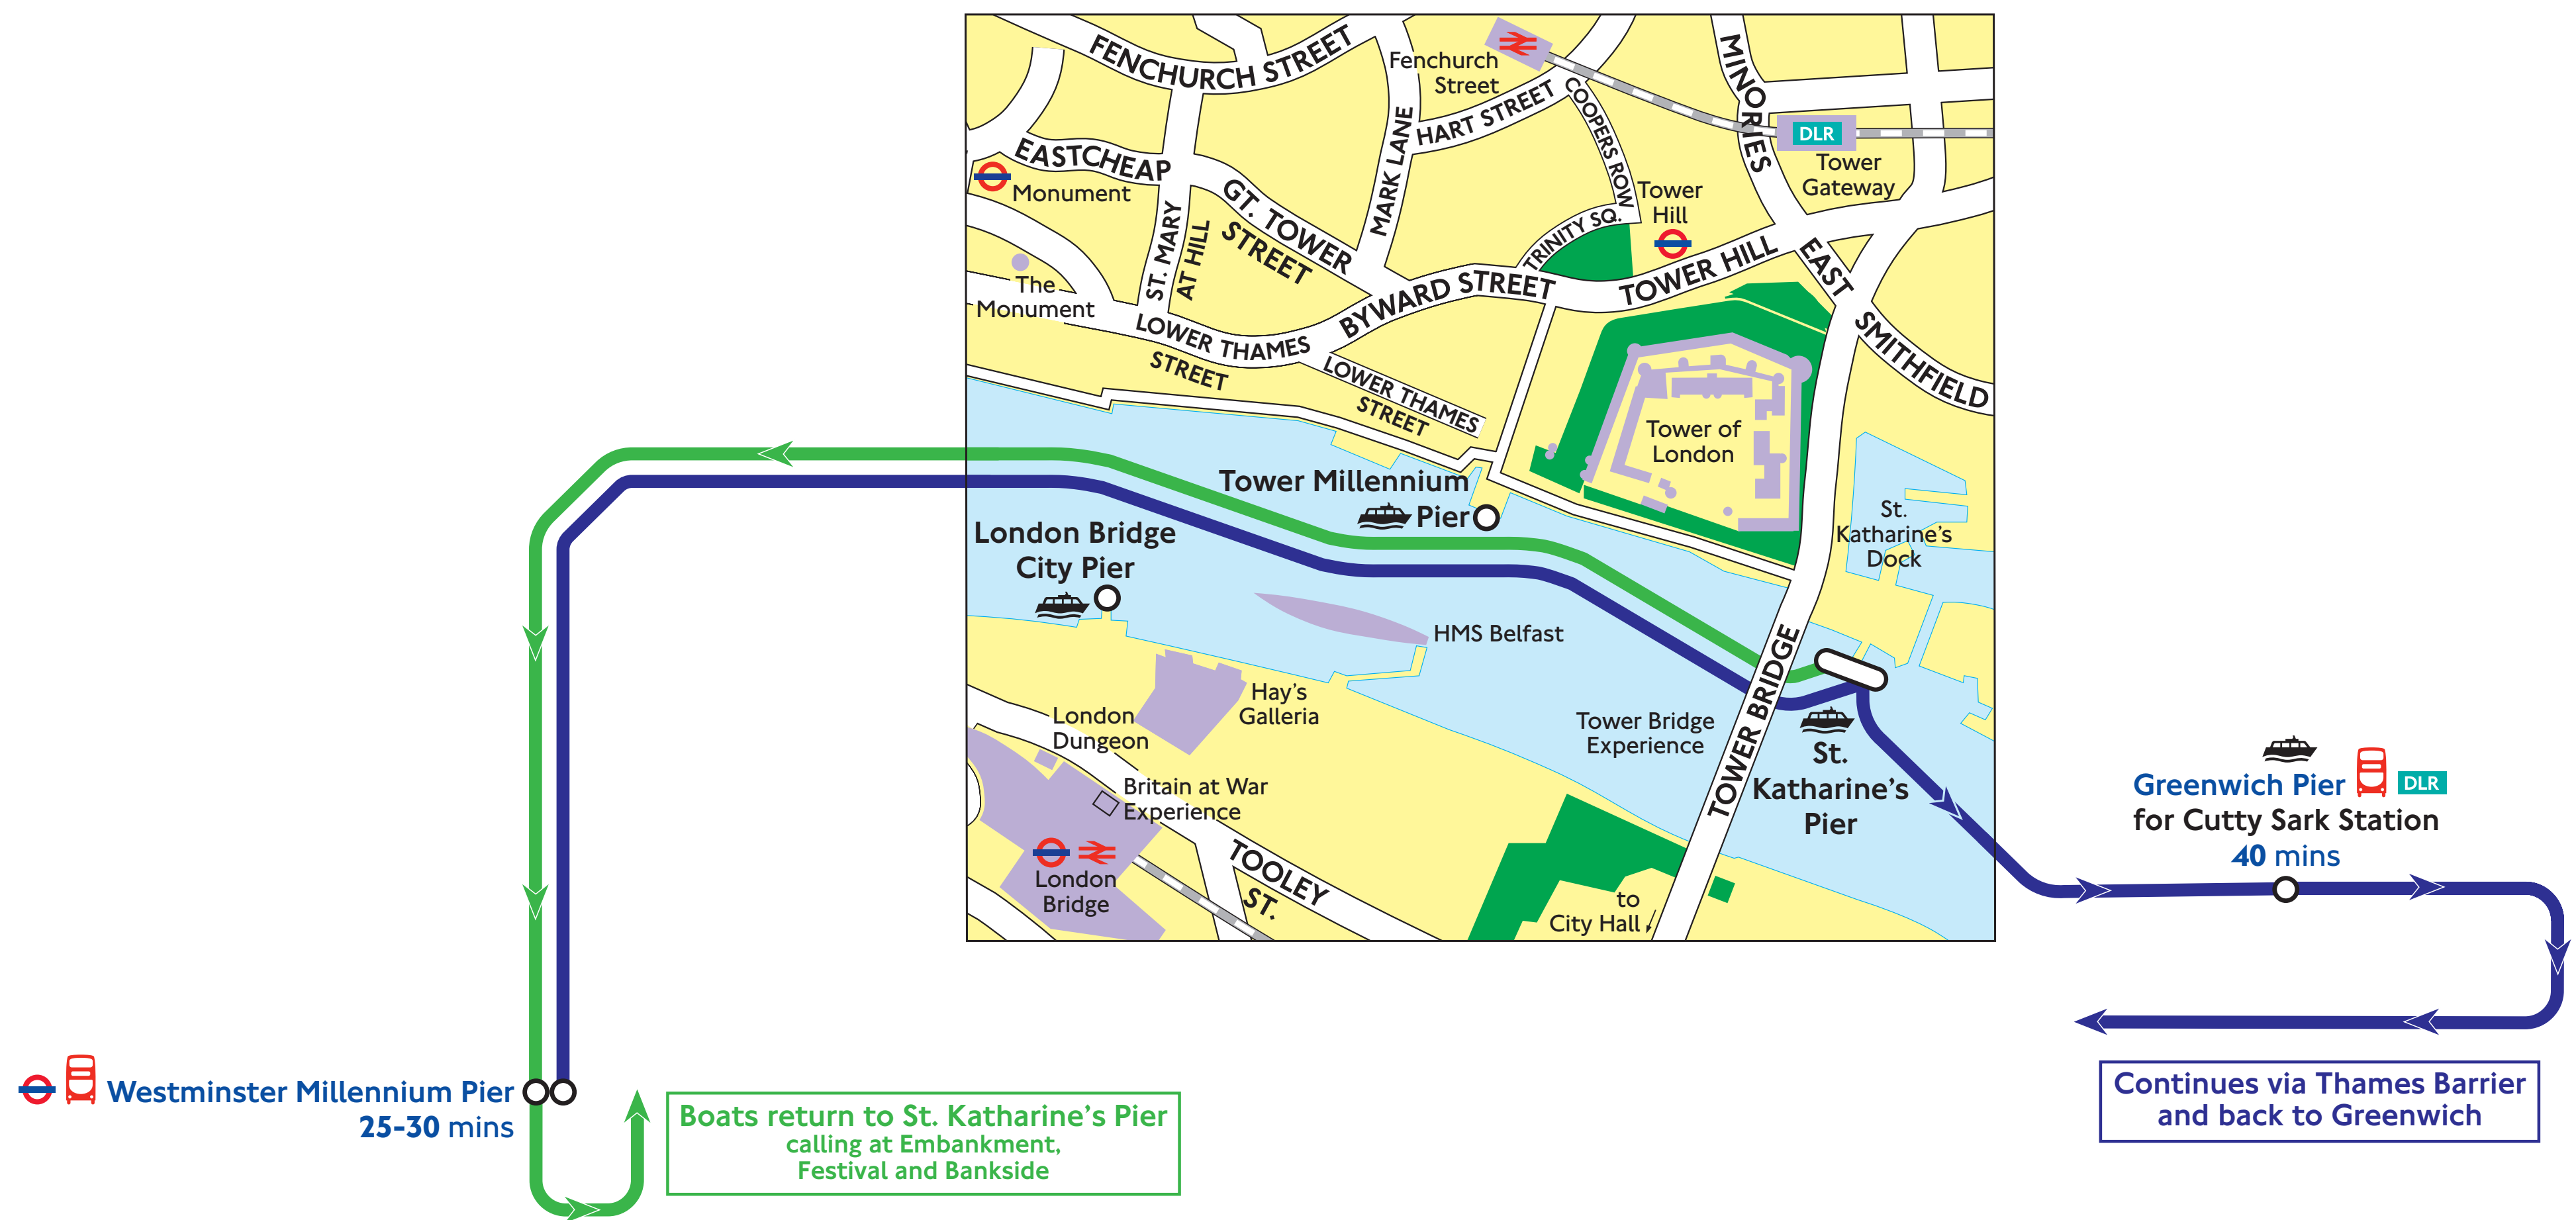 FENCHURCH STREET
Fenchurch
Street
MINORIES
HART STREET
COOPERS ROW
DLR
Tower
Gateway
MARK LANE
EASTCHEAP
Monument
Tower
Hill
GT. TOWER
STREET
ST. MARY
AT HILL
TRINITY SQ.
The
Monument
BYWARD STREET
TOWER HILL
EAST
SMITHFIELD
LOWER THAMES
STREET
LOWER THAMES
STREET
Tower of
London
Tower Millennium
Pier
St.
Katharine's
Dock
London Bridge
City Pier
HMS Belfast
Hay's
Galleria
London
Dungeon
Tower Bridge
Experience
TOWER BRIDGE
St.
Katharine's
Pier
Britain at War
Experience
London
Bridge
TOOLEY
ST.
to
City Hall
Greenwich Pier
DLR
for Cutty Sark Station
40 mins
Continues via Thames Barrier
and back to Greenwich
Westminster Millennium Pier
25-30 mins
Boats return to St. Katharine's Pier
calling at Embankment,
Festival and Bankside